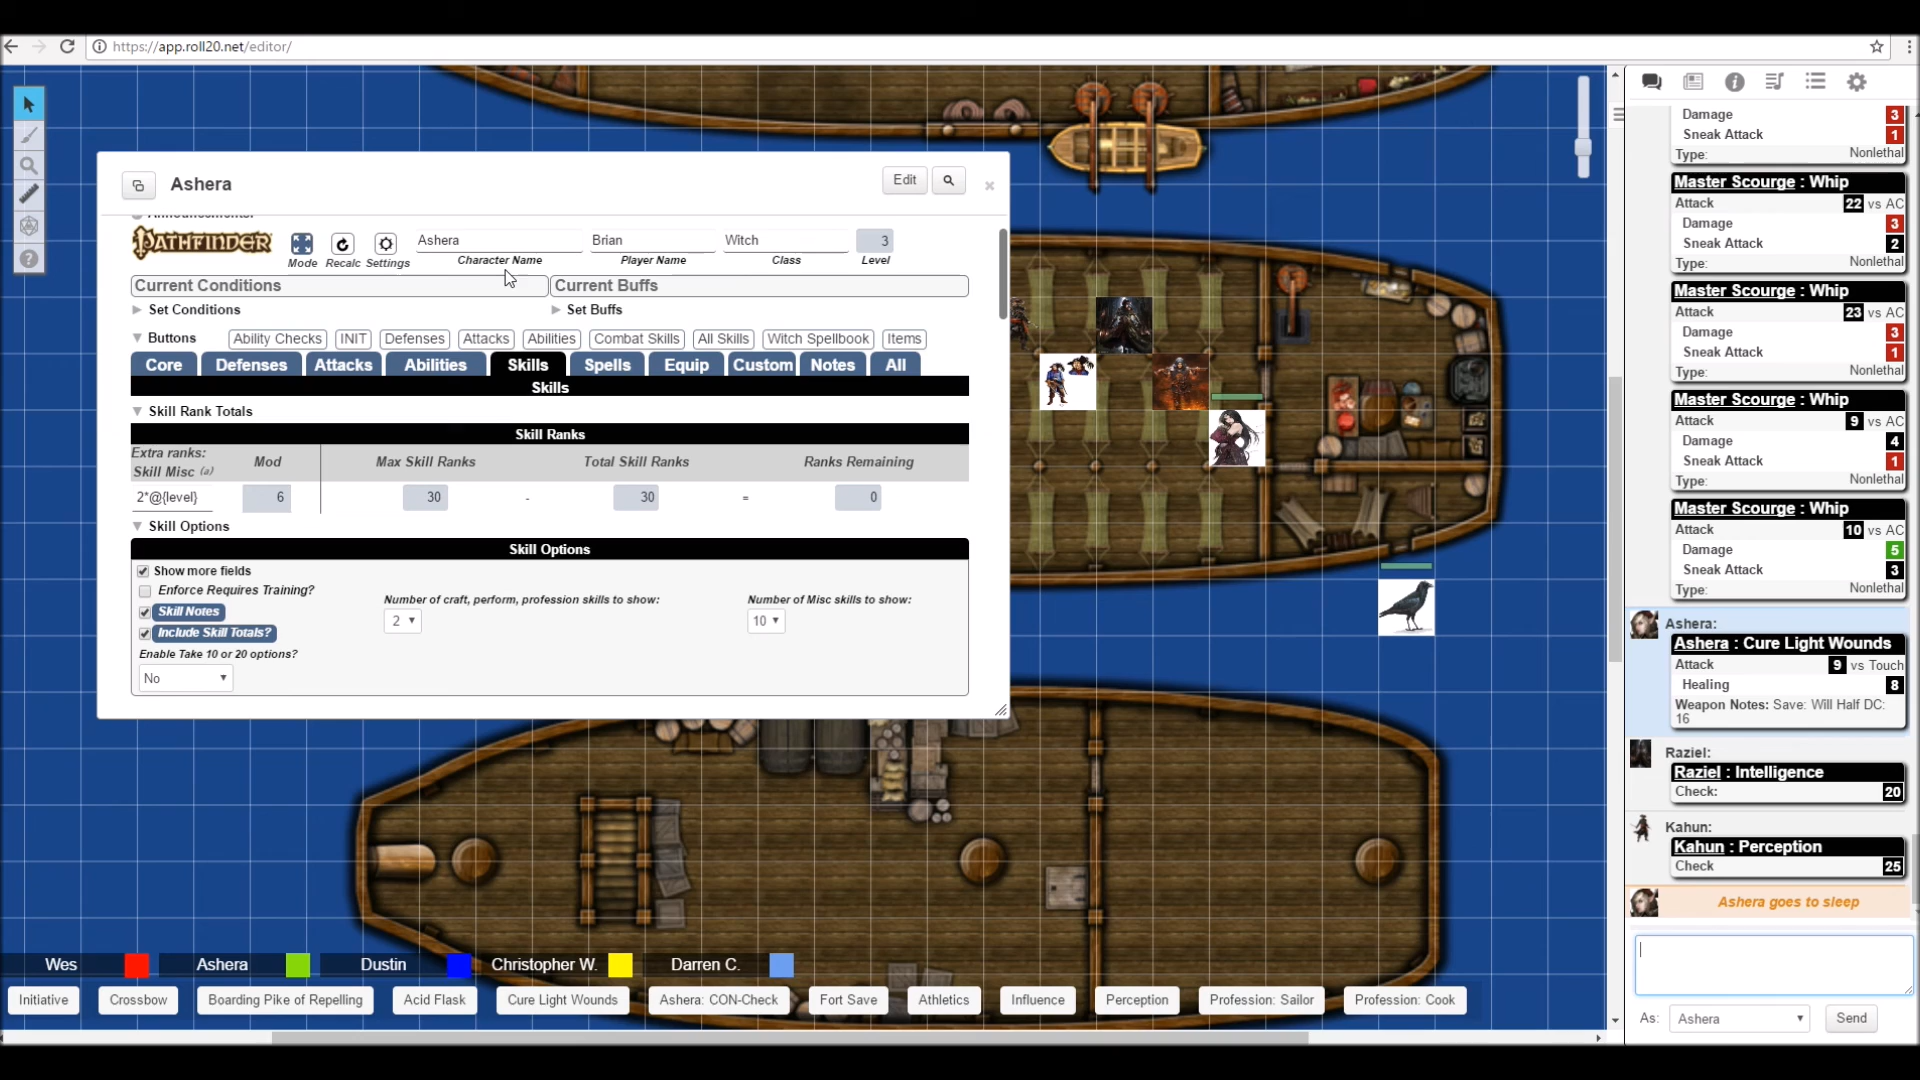 https://app.roll20.net/editor/
Ashera
Edit
Announcements:
PATHFINDER
Mode
Recalc
Settings
Ashera
Character Name
Brian
Player Name
Witch
Class
3
Level
Current Conditions
Current Buffs
Set Conditions
Set Buffs
Buttons
Ability Checks
INIT
Defenses
Attacks
Abilities
Combat Skills
All Skills
Witch Spellbook
Items
Core
Defenses
Attacks
Abilities
Skills
Spells
Equip
Custom
Notes
All
Skills
Skill Rank Totals
Skill Ranks
Extra ranks:
Skill Misc (a)
Mod
Max Skill Ranks
Total Skill Ranks
Ranks Remaining
2*@{level}
6
30
-
30
=
0
Skill Options
Skill Options
Show more fields
Enforce Requires Training?
Skill Notes
Include Skill Totals?
Enable Take 10 or 20 options?
No
Number of craft, perform, profession skills to show:
2
Number of Misc skills to show:
10
Damage 3
Sneak Attack 1
Type: Nonlethal
Master Scourge : Whip
Attack 22 vs AC
Damage 3
Sneak Attack 2
Type: Nonlethal
Master Scourge : Whip
Attack 23 vs AC
Damage 3
Sneak Attack 1
Type: Nonlethal
Master Scourge : Whip
Attack 9 vs AC
Damage 4
Sneak Attack 1
Type: Nonlethal
Master Scourge : Whip
Attack 10 vs AC
Damage 5
Sneak Attack 3
Type: Nonlethal
Ashera:
Ashera : Cure Light Wounds
Attack 9 vs Touch
Healing 8
Weapon Notes: Save: Will Half DC:
16
Raziel:
Raziel : Intelligence
Check: 20
Kahun:
Kahun : Perception
Check 25
Ashera goes to sleep
As: Ashera
Send
Wes
Ashera
Dustin
Christopher W.
Darren C.
Initiative
Crossbow
Boarding Pike of Repelling
Acid Flask
Cure Light Wounds
Ashera: CON-Check
Fort Save
Athletics
Influence
Perception
Profession: Sailor
Profession: Cook